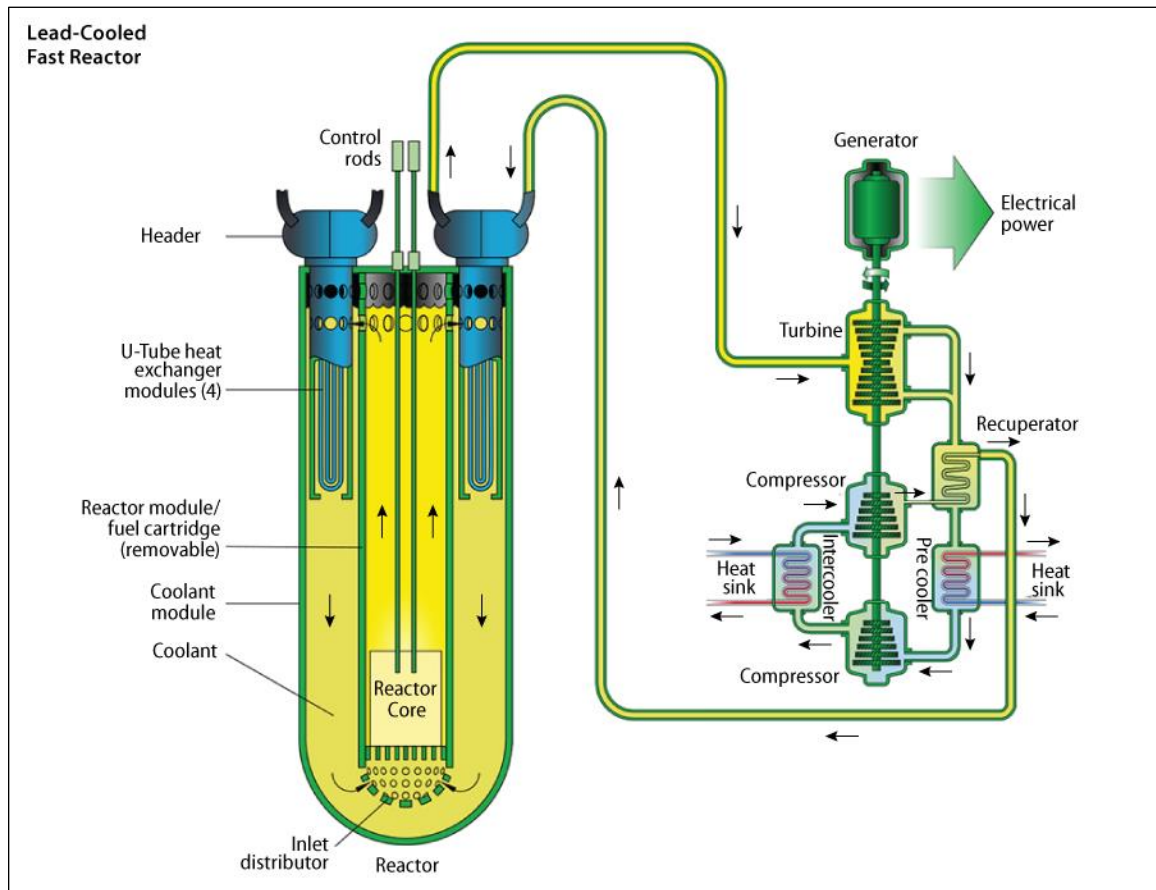 Lead-Cooled
Fast Reactor
Control
rods
Generator
Electrical
power
Header
Turbine
U-Tube heat
exchanger
modules (4)
Recuperator
Compressor
Reactor module/
fuel cartridge
(removable)
Intercooler
Pre cooler
Heat
sink
Heat
sink
Coolant
module
Coolant
Compressor
Reactor
Core
Inlet
distributor
Reactor